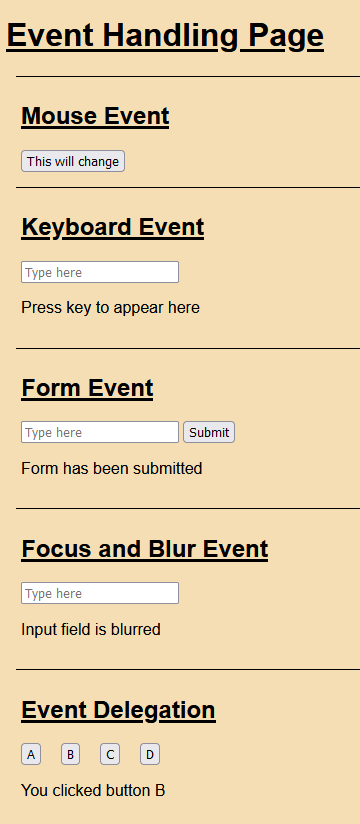 Event Handling Page
Mouse Event
This will change
Keyboard Event
Type here
Press key to appear here
Form Event
Type here Submit
Form has been submitted
Focus and Blur Event
Type here
Input field is blurred
Event Delegation
A B C D
You clicked button B